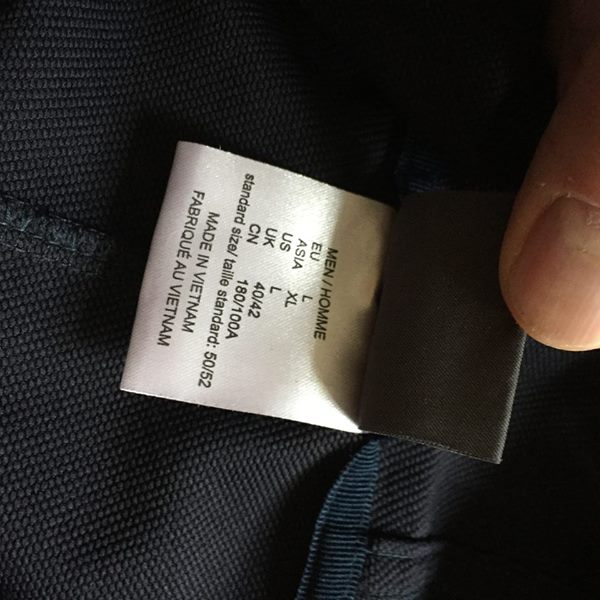 MEN / HOMME
EU L
ASIA XL
US L
UK 40/42
CN 180/100A
standard size/ taille standard: 50/52
MADE IN VIETNAM
FABRIQUÉ AU VIETNAM